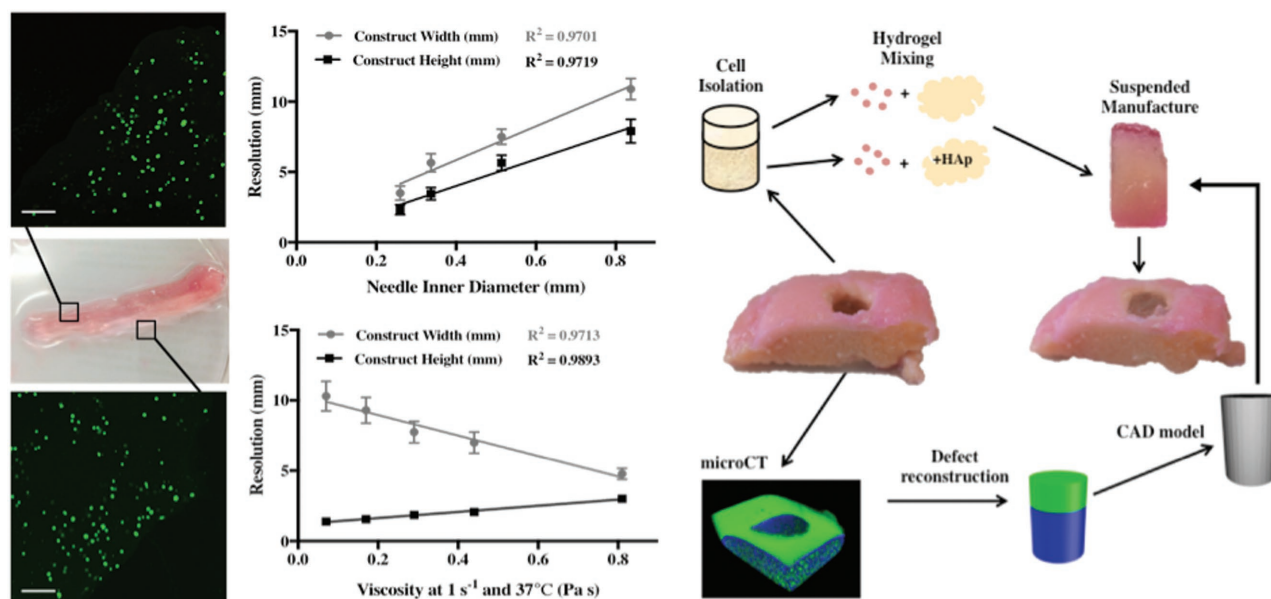 15
10
5
0
Resolution (mm)
Construct Width (mm) R² = 0.9701
Construct Height (mm) R² = 0.9719
0.0 0.2 0.4 0.6 0.8
Needle Inner Diameter (mm)
15
10
5
0
Resolution (mm)
Construct Width (mm) R² = 0.9713
Construct Height (mm) R² = 0.9893
0.0 0.2 0.4 0.6 0.8
Viscosity at 1 s⁻¹ and 37°C (Pa s)
Cell
Isolation
Hydrogel
Mixing
+
+ +HAp
Suspended
Manufacture
microCT
Defect
reconstruction
CAD model